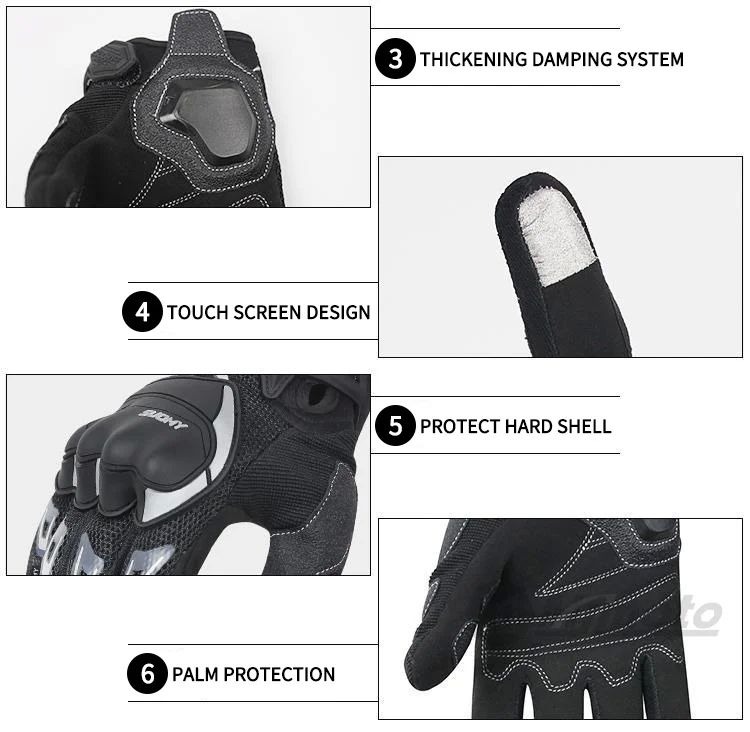 3 THICKENING DAMPING SYSTEM
4 TOUCH SCREEN DESIGN
SUOMY
5 PROTECT HARD SHELL
6 PALM PROTECTION